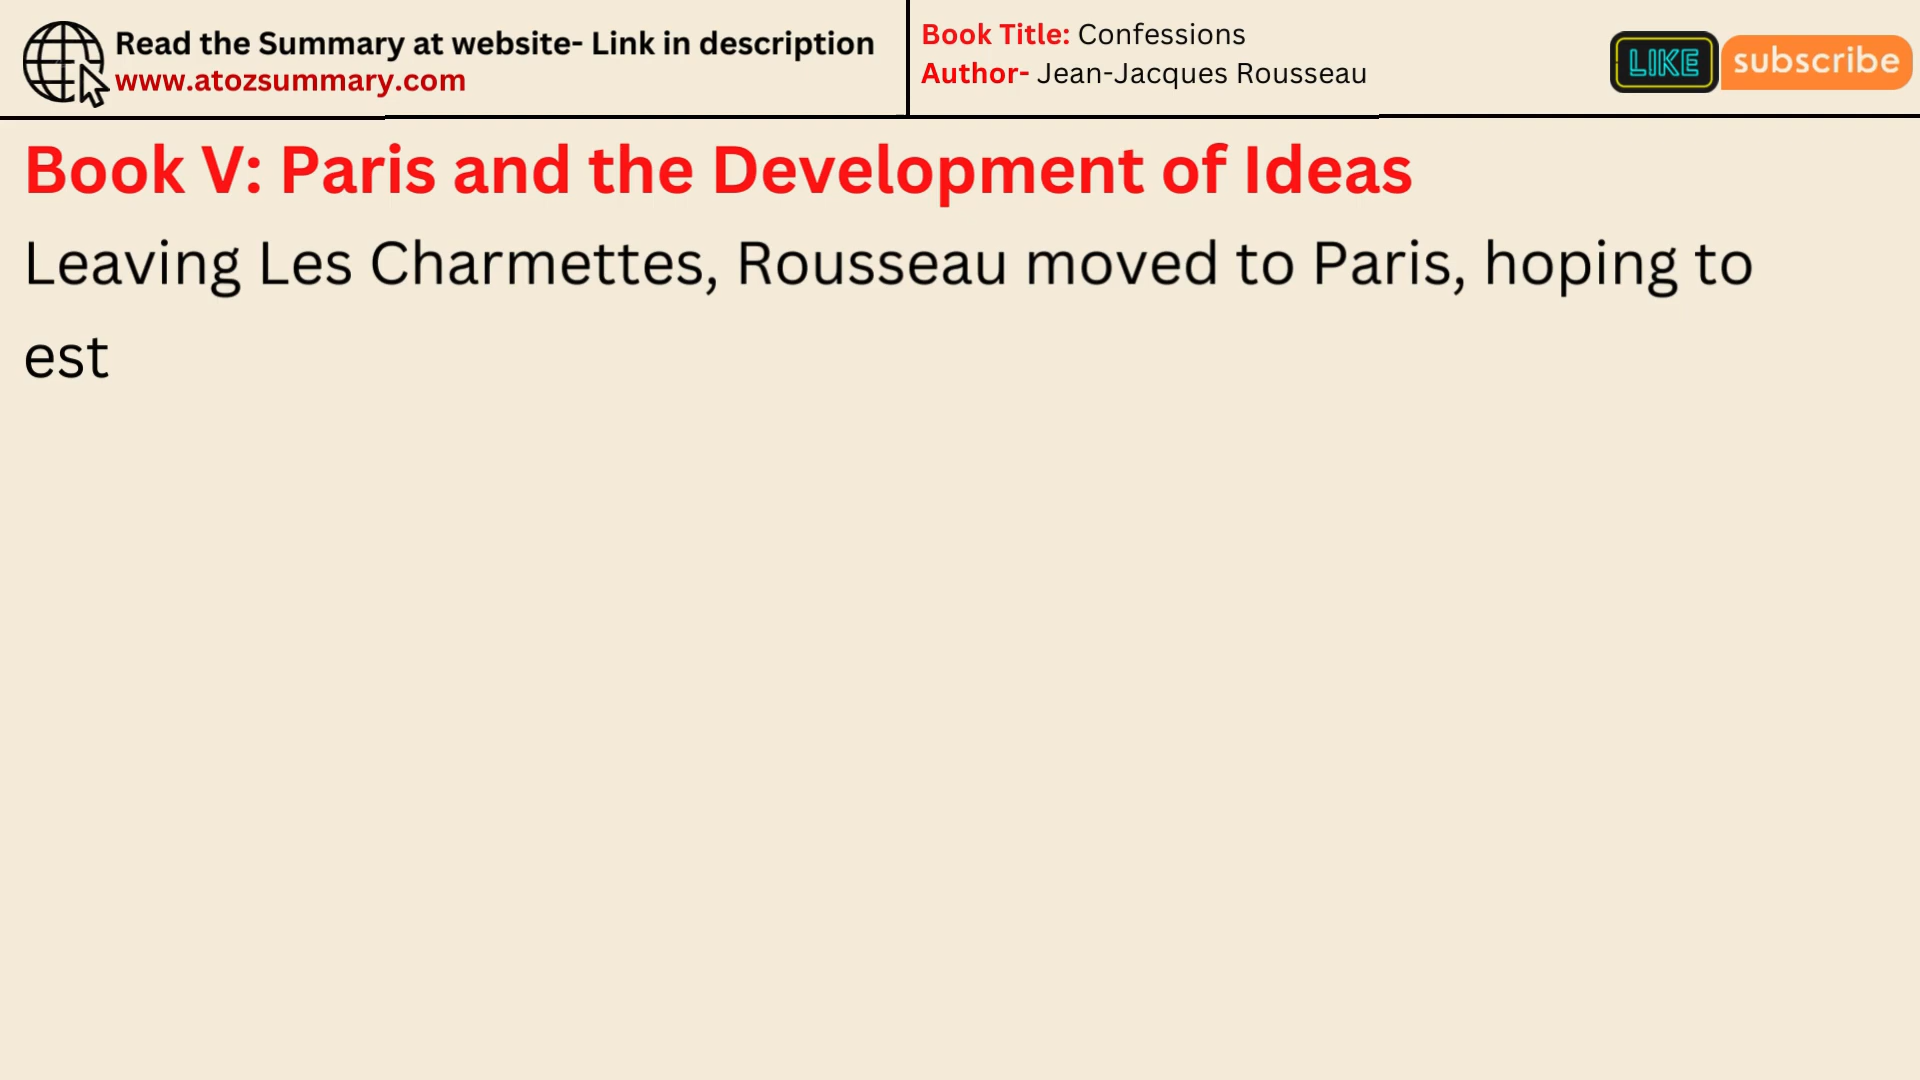 Read the Summary at website- Link in description
www.atozsummary.com
Book Title: Confessions
Author- Jean-Jacques Rousseau
LIKE
subscribe
Book V: Paris and the Development of Ideas
Leaving Les Charmettes, Rousseau moved to Paris, hoping to
est